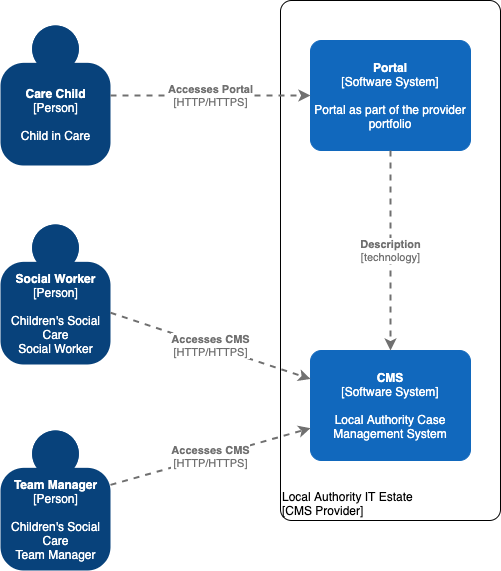 Care Child
[Person]
Child in Care
Accesses Portal
[HTTP/HTTPS]
Portal
[Software System]
Portal as part of the provider
portfolio
Description
[technology]
Social Worker
[Person]
Children's Social
Care
Social Worker
Accesses CMS
[HTTP/HTTPS]
CMS
[Software System]
Local Authority Case
Management System
Team Manager
[Person]
Children's Social
Care
Team Manager
Accesses CMS
[HTTP/HTTPS]
Local Authority IT Estate
[CMS Provider]